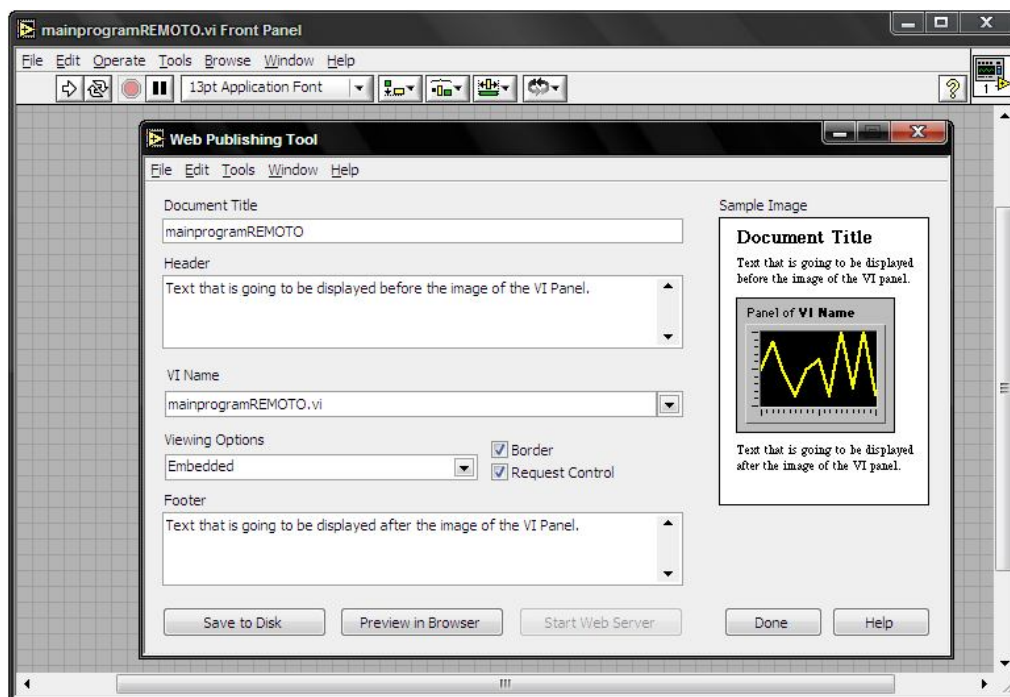 mainprogramREMOTO.vi Front Panel
File Edit Operate Tools Browse Window Help
13pt Application Font
1
Web Publishing Tool
File Edit Tools Window Help
Document Title
mainprogramREMOTO
Header
Text that is going to be displayed before the image of the VI Panel.
VI Name
mainprogramREMOTO.vi
Viewing Options
Embedded
Border
Request Control
Footer
Text that is going to be displayed after the image of the VI Panel.
Sample Image
Document Title
Text that is going to be displayed
before the image of the VI panel.
Panel of VI Name
Text that is going to be displayed
after the image of the VI panel.
Save to Disk
Preview in Browser
Start Web Server
Done
Help